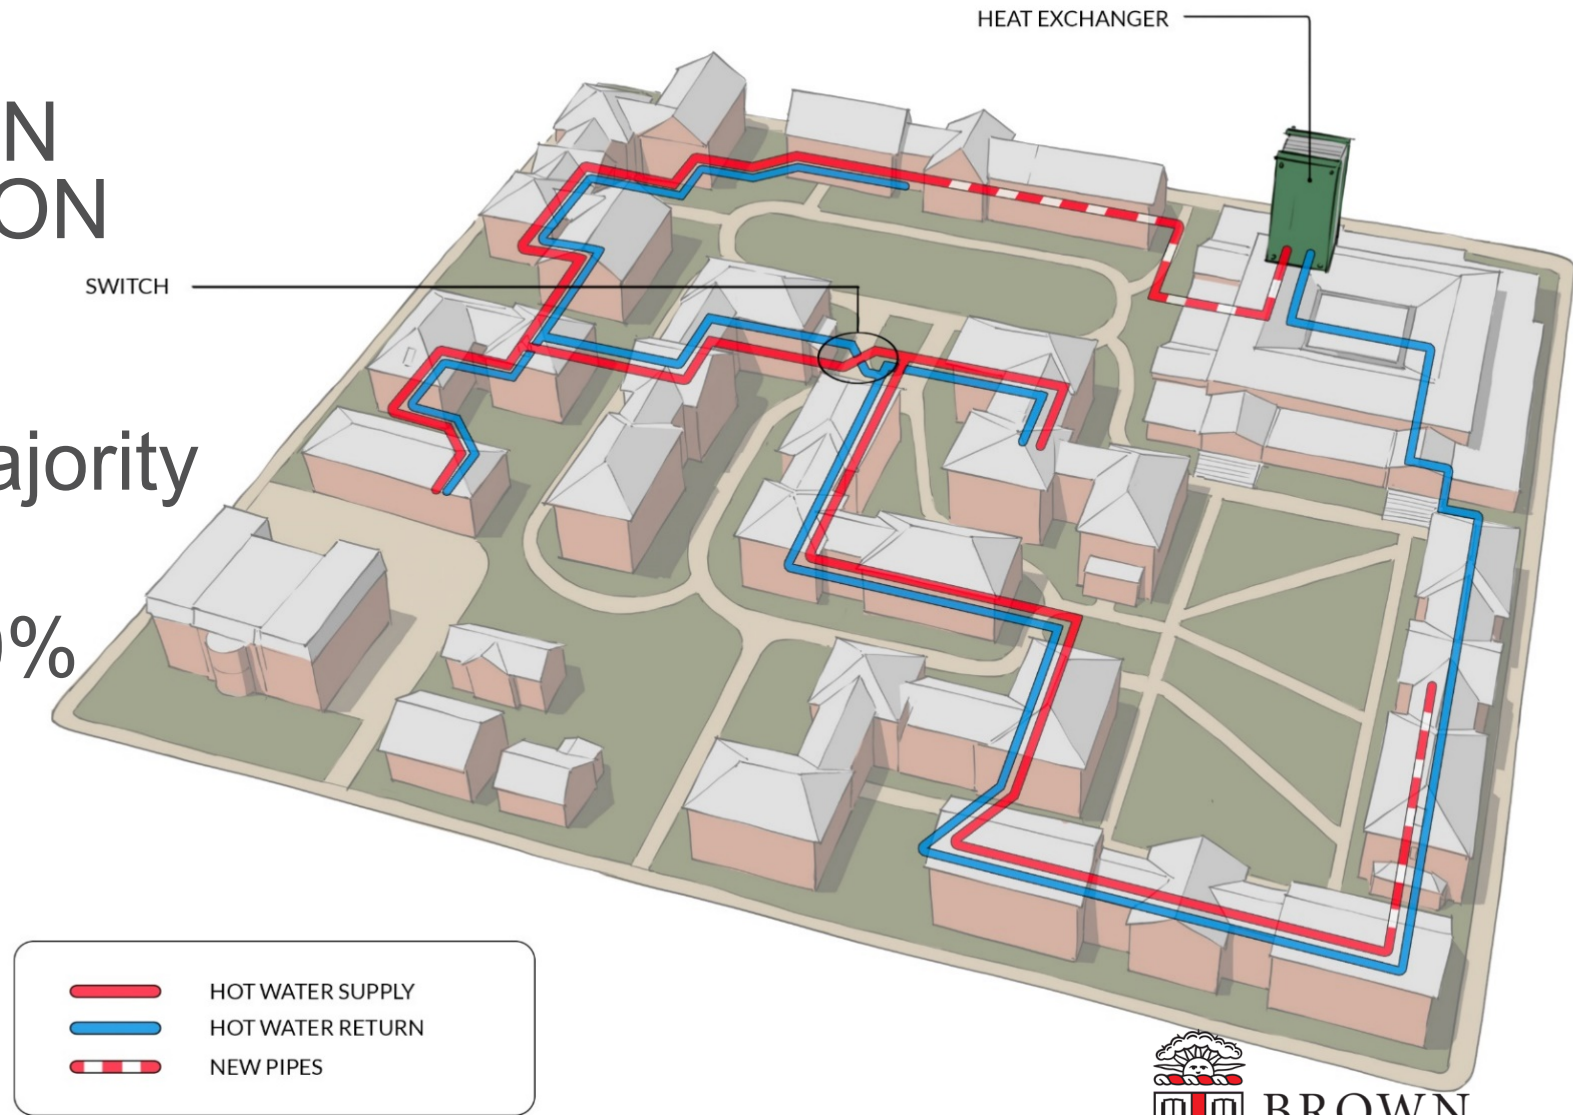 HEAT EXCHANGER
N
ON
SWITCH
ajority
%
HOT WATER SUPPLY
HOT WATER RETURN
NEW PIPES
BROWN